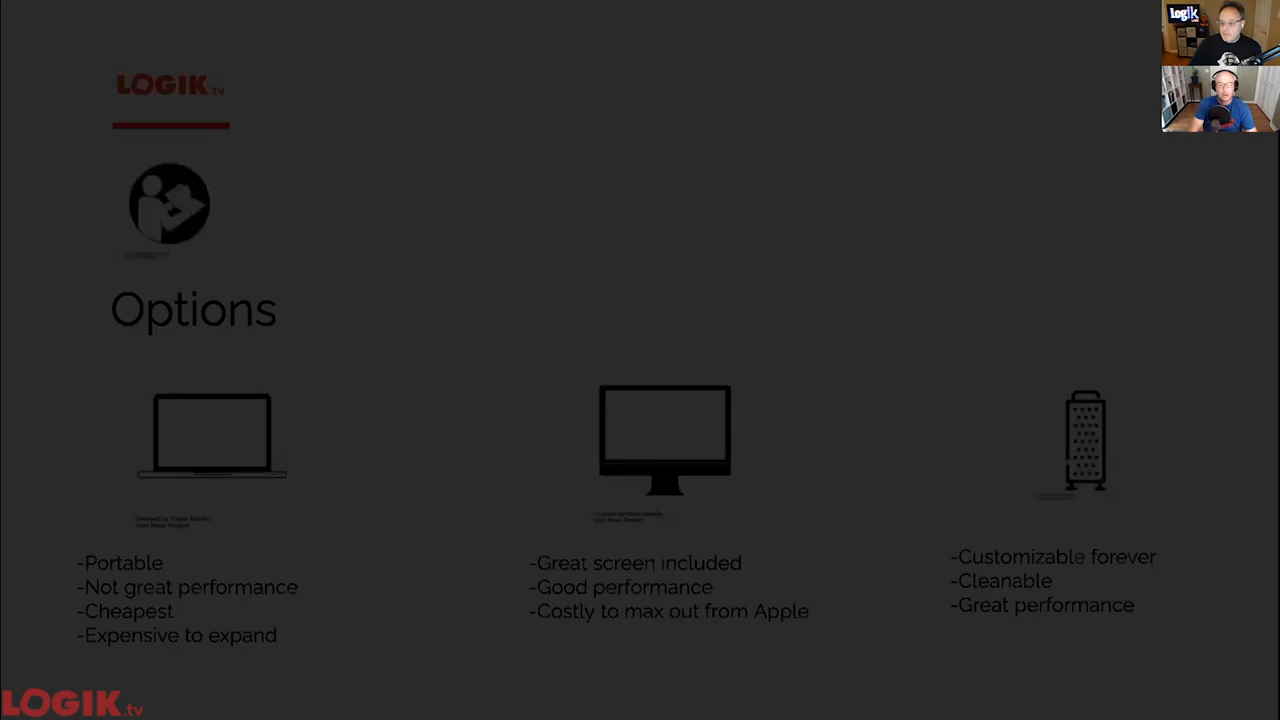 LOGIK.tv
Logik
Options
-Portable
-Not great performance
-Cheapest
-Expensive to expand
-Great screen included
-Good performance
-Costly to max out from Apple
-Customizable forever
-Cleanable
-Great performance
LOGIK.tv